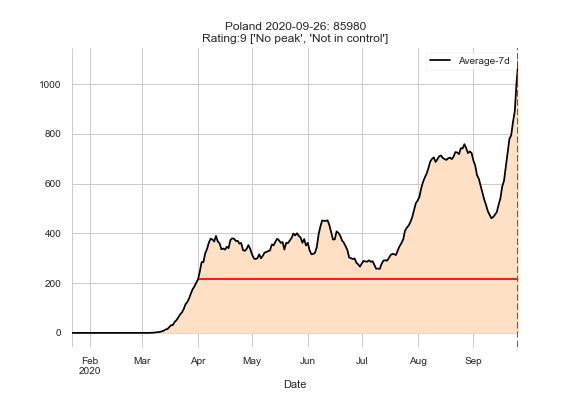 Poland 2020-09-26: 85980
Rating:9 ['No peak', 'Not in control']
Average-7d
1000
800
600
400
200
0
Feb Mar Apr May Jun Jul Aug Sep
2020
Date